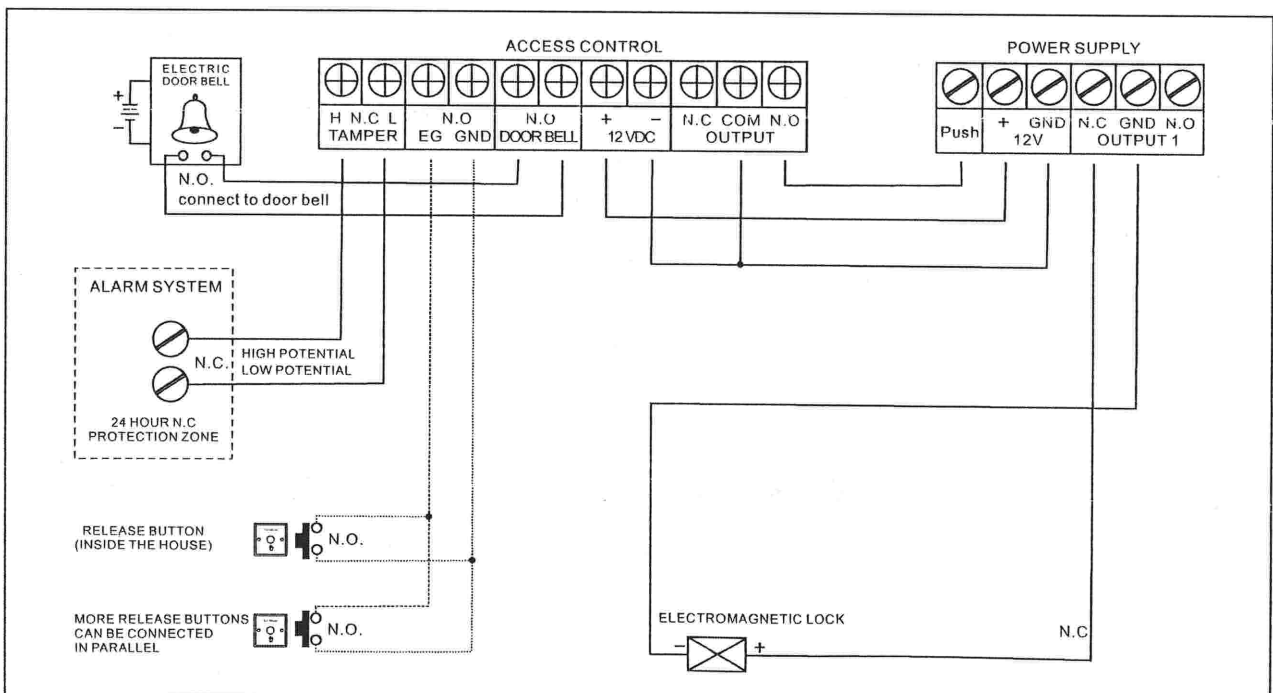 ACCESS CONTROL
POWER SUPPLY
ELECTRIC
DOOR BELL
+
−
H N.C L
TAMPER
N.O
EG GND
N.O
DOOR BELL
+ −
12 VDC
N.C COM N.O
OUTPUT
Push
+ GND
12V
N.C GND N.O
OUTPUT 1
N.O.
connect to door bell
ALARM SYSTEM
N.C.
HIGH POTENTIAL
LOW POTENTIAL
24 HOUR N.C
PROTECTION ZONE
RELEASE BUTTON
(INSIDE THE HOUSE)
N.O.
MORE RELEASE BUTTONS
CAN BE CONNECTED
IN PARALLEL
N.O.
ELECTROMAGNETIC LOCK
− +
N.C